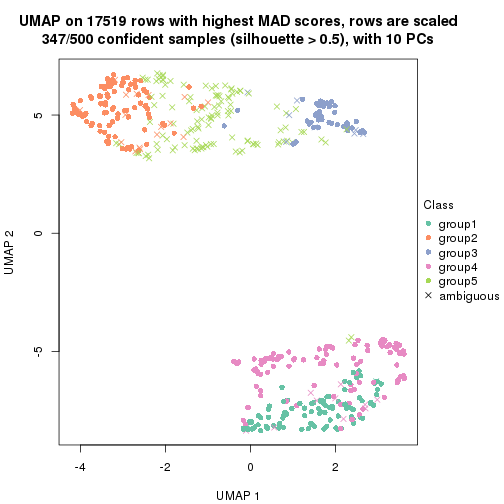 UMAP on 17519 rows with highest MAD scores, rows are scaled
347/500 confident samples (silhouette > 0.5), with 10 PCs
5
0
-5
UMAP 2
-4
-2
0
2
UMAP 1
Class
group1
group2
group3
group4
group5
ambiguous